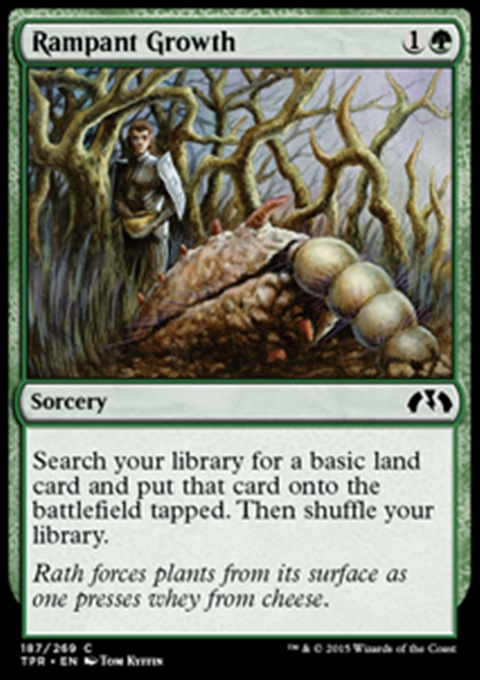 Rampant Growth 1
Sorcery
Search your library for a basic land
card and put that card onto the
battlefield tapped. Then shuffle your
library.
Rath forces plants from its surface as
one presses whey from cheese.
187/269 C
TPR • EN Tom Kyffin
™ & © 2015 Wizards of the Coast